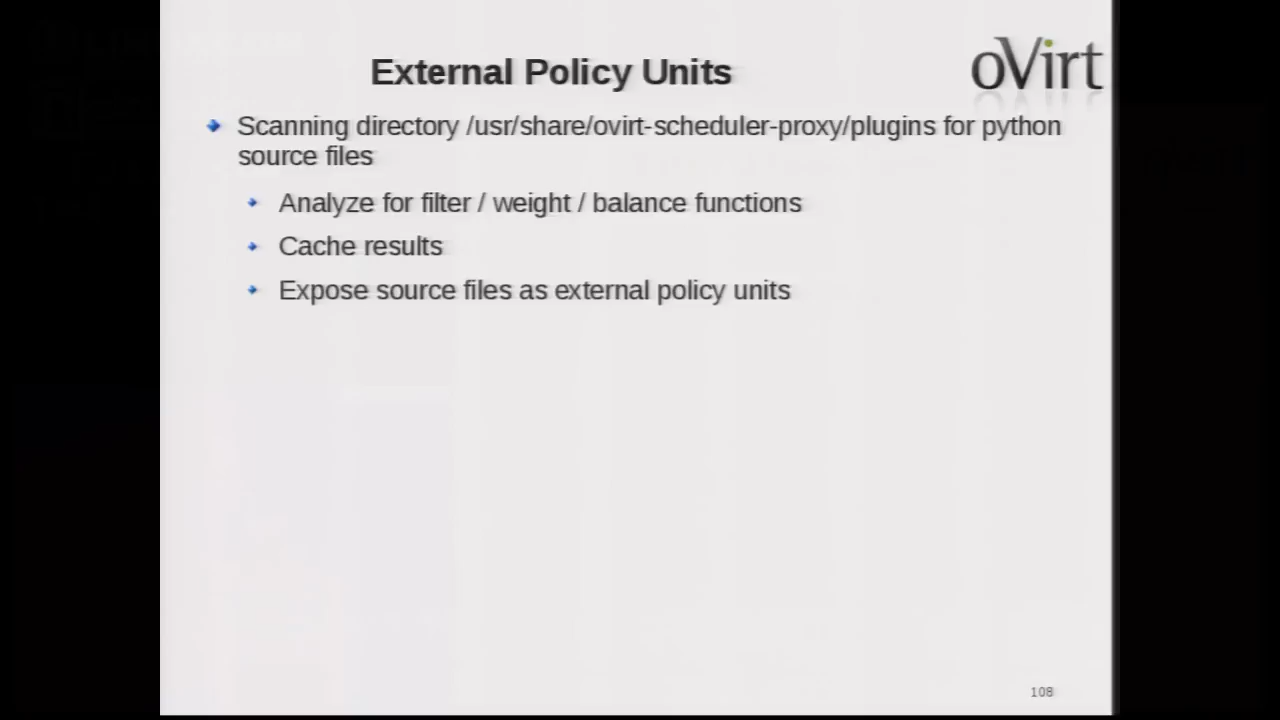 External Policy Units
oVirt
Scanning directory /usr/share/ovirt-scheduler-proxy/plugins for python
source files
Analyze for filter / weight / balance functions
Cache results
Expose source files as external policy units
108